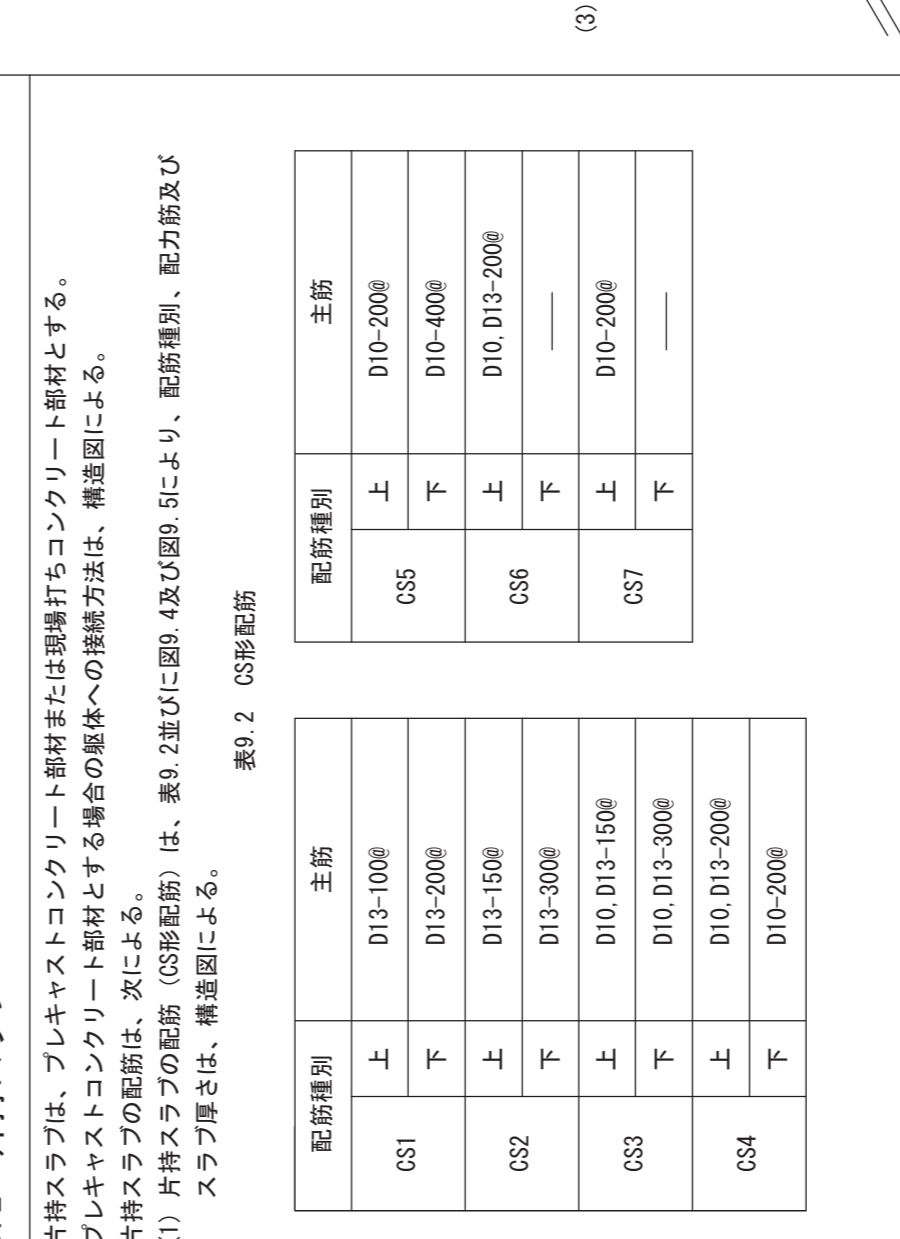 片持スラブは、プレキャストコンクリート部材または現場打ちコンクリート部材とする。
プレキャストコンクリート部材とする場合の躯体への接続方法は、構造図による。
片持スラブの配筋は、次による。
(1) 片持スラブの配筋（CS形配筋）は、表9.2並びに図9.4及び図9.5により、配筋種別、配力筋及び
スラブ厚さは、構造図による。
表9.2 CS形配筋
配筋種別 主筋
CS1 上 D13-100@
下 D13-200@
CS2 上 D13-150@
下 D13-300@
CS3 上 D10,D13-150@
下 D10,D13-300@
CS4 上 D10,D13-200@
下 D10-200@
配筋種別 主筋
CS5 上 D10-200@
下 D10-400@
CS6 上 D10,D13-200@
下 ――
CS7 上 D10-200@
下 ――
(3)